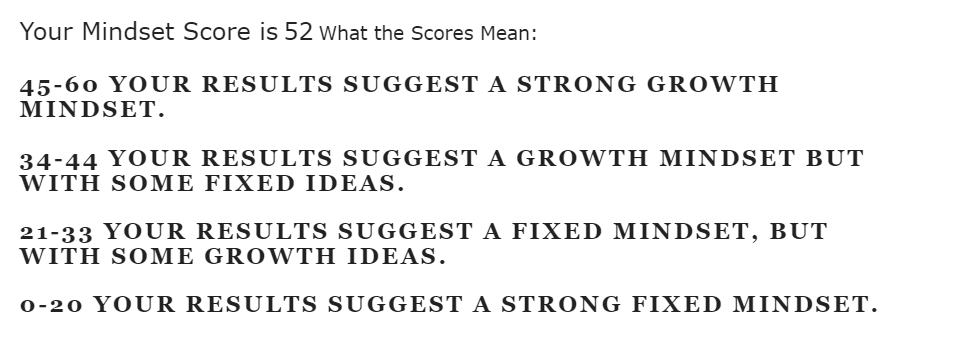 Your Mindset Score is 52 What the Scores Mean:
45-60 YOUR RESULTS SUGGEST A STRONG GROWTH
MINDSET.
34-44 YOUR RESULTS SUGGEST A GROWTH MINDSET BUT
WITH SOME FIXED IDEAS.
21-33 YOUR RESULTS SUGGEST A FIXED MINDSET, BUT
WITH SOME GROWTH IDEAS.
0-20 YOUR RESULTS SUGGEST A STRONG FIXED MINDSET.